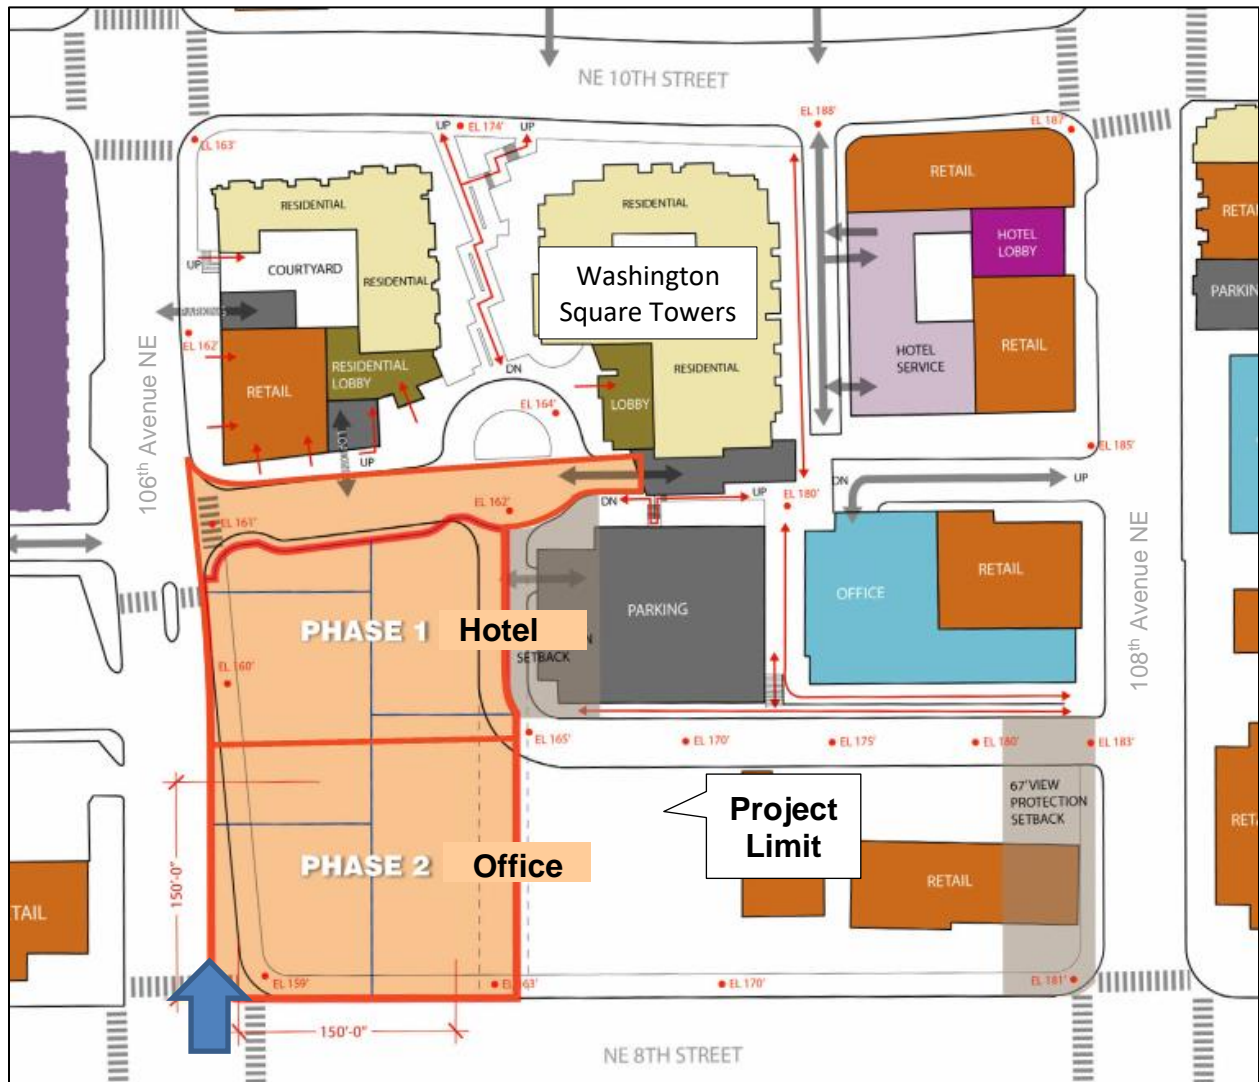 NE 10TH STREET
EL 163'
UP
EL 174'
UP
EL 188'
EL 187'
RETAIL
RESIDENTIAL
RESIDENTIAL
HOTEL
LOBBY
RETAIL
UP
COURTYARD
RESIDENTIAL
Washington
Square Towers
PARKIN
EL 162'
RESIDENTIAL
LOBBY
RETAIL
DN
RESIDENTIAL
HOTEL
SERVICE
RETAIL
EL 164'
LOBBY
106th Avenue NE
UP
EL 185'
EL 161'
EL 162'
DN
UP
EL 180'
DN
UP
PARKING
OFFICE
RETAIL
PHASE 1
Hotel
SETBACK
108th Avenue NE
EL 160'
EL 165'
EL 170'
EL 175'
EL 180'
EL 183'
67' VIEW
PROTECTION
SETBACK
Project
Limit
PHASE 2
Office
RETAIL
150'-0"
TAIL
EL 159'
63'
EL 170'
EL 181'
150'-0"
NE 8TH STREET